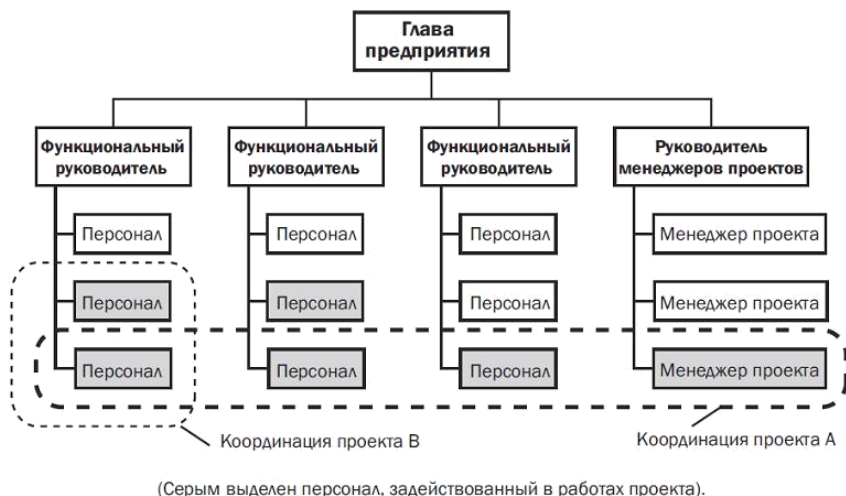 Глава
предприятия
Функциональный
руководитель
Функциональный
руководитель
Функциональный
руководитель
Руководитель
менеджеров проектов
Персонал
Персонал
Персонал
Менеджер проекта
Персонал
Персонал
Персонал
Менеджер проекта
Персонал
Персонал
Персонал
Менеджер проекта
Координация проекта В
Координация проекта А
(Серым выделен персонал, задействованный в работах проекта).